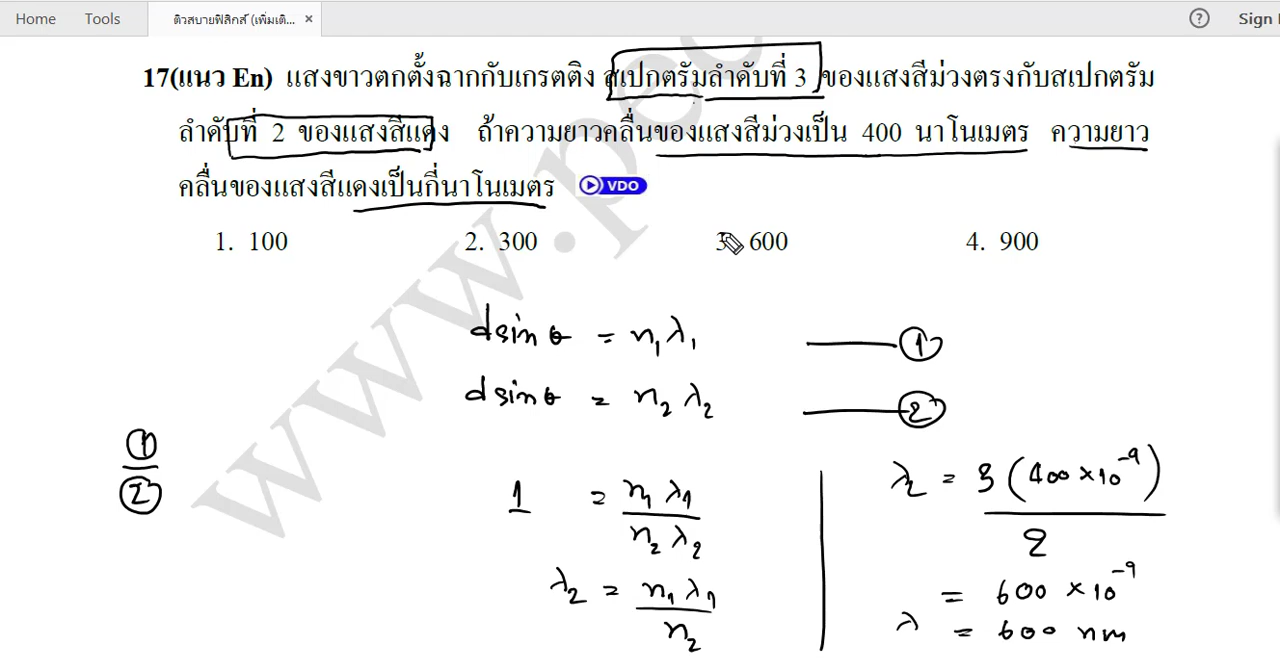 Home Tools ติวสบายฟิสิกส์ (เพิ่มเติ... × ? Sign
17(แนว En) แสงขาวตกตั้งฉากกับเกรตติง สเปกตรัมลำดับที่ 3 ของแสงสีม่วงตรงกับสเปกตรัม
ลำดับที่ 2 ของแสงสีแดง ถ้าความยาวคลื่นของแสงสีม่วงเป็น 400 นาโนเมตร ความยาว
คลื่นของแสงสีแดงเป็นกี่นาโนเมตร VDO
1. 100 2. 300 3. 600 4. 900
www.pec
d sin θ = n₁λ₁ ① 
d sin θ = n₂λ₂ ②
①/②
1 = n₁λ₁ / n₂λ₂
λ₂ = n₁λ₁ / n₂
λ₂ = 3(400×10⁻⁹) / 2
= 600 × 10⁻⁹
λ = 600 nm